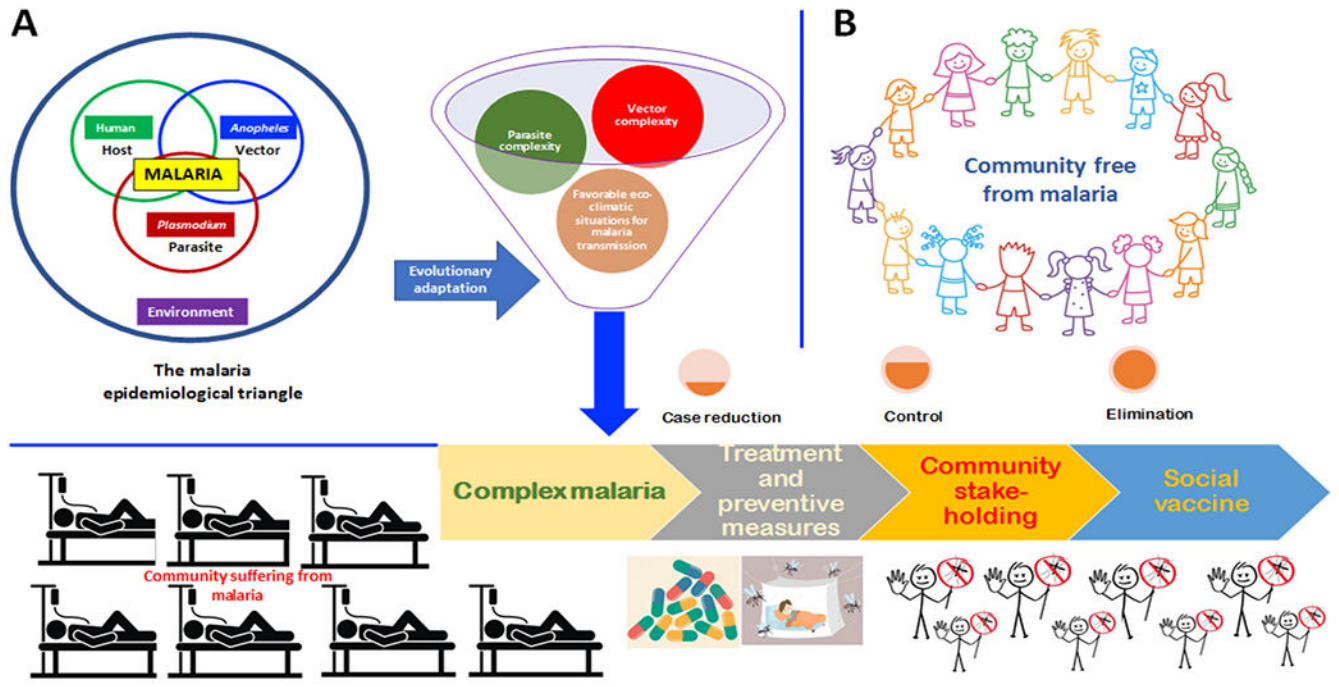 A
Human
Host
Anopheles
Vector
MALARIA
Plasmodium
Parasite
Environment
The malaria
epidemiological triangle
Evolutionary
adaptation
Parasite
complexity
Vector
complexity
Favorable eco-
climatic
situations for
malaria
transmission
B
Community free
from malaria
Case reduction
Control
Elimination
Complex malaria
Treatment
and
preventive
measures
Community
stake-
holding
Social
vaccine
Community suffering from
malaria